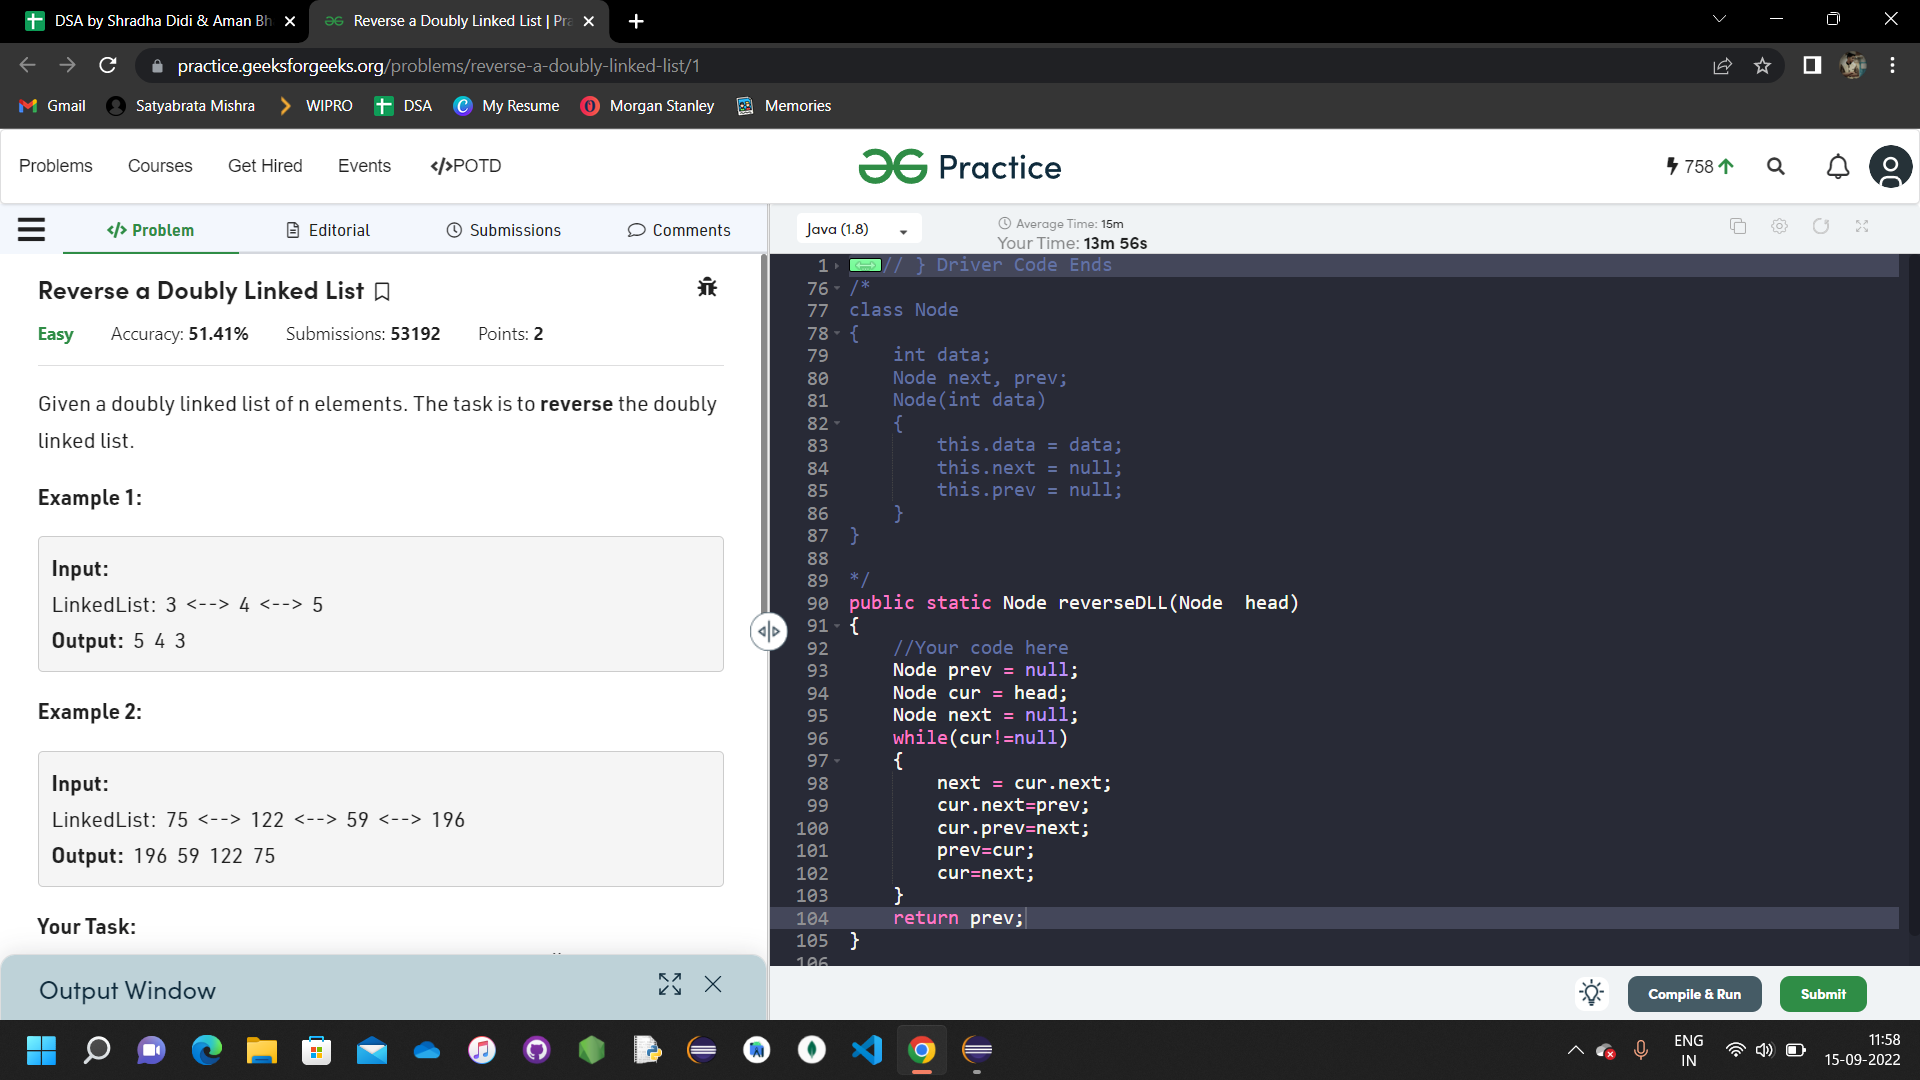 DSA by Shradha Didi & Aman Bh
Reverse a Doubly Linked List | Pra
practice.geeksforgeeks.org/problems/reverse-a-doubly-linked-list/1
Gmail
Satyabrata Mishra
WIPRO
DSA
My Resume
Morgan Stanley
Memories
Problems
Courses
Get Hired
Events
</>POTD
Practice
758
</> Problem
Editorial
Submissions
Comments
Reverse a Doubly Linked List
Easy Accuracy: 51.41% Submissions: 53192 Points: 2
Given a doubly linked list of n elements. The task is to reverse the doubly
linked list.
Example 1:
Input:
LinkedList: 3 <--> 4 <--> 5
Output: 5 4 3
Example 2:
Input:
LinkedList: 75 <--> 122 <--> 59 <--> 196
Output: 196 59 122 75
Your Task:
Output Window
Java (1.8)
Average Time: 15m
Your Time: 13m 56s
1 // } Driver Code Ends
76 /*
77 class Node
78 {
79     int data;
80     Node next, prev;
81     Node(int data)
82     {
83         this.data = data;
84         this.next = null;
85         this.prev = null;
86     }
87 }
88
89 */
90 public static Node reverseDLL(Node  head)
91 {
92     //Your code here
93     Node prev = null;
94     Node cur = head;
95     Node next = null;
96     while(cur!=null)
97     {
98         next = cur.next;
99         cur.next=prev;
100         cur.prev=next;
101         prev=cur;
102         cur=next;
103     }
104     return prev;
105 }
106
Compile & Run
Submit
ENG
IN
11:58
15-09-2022